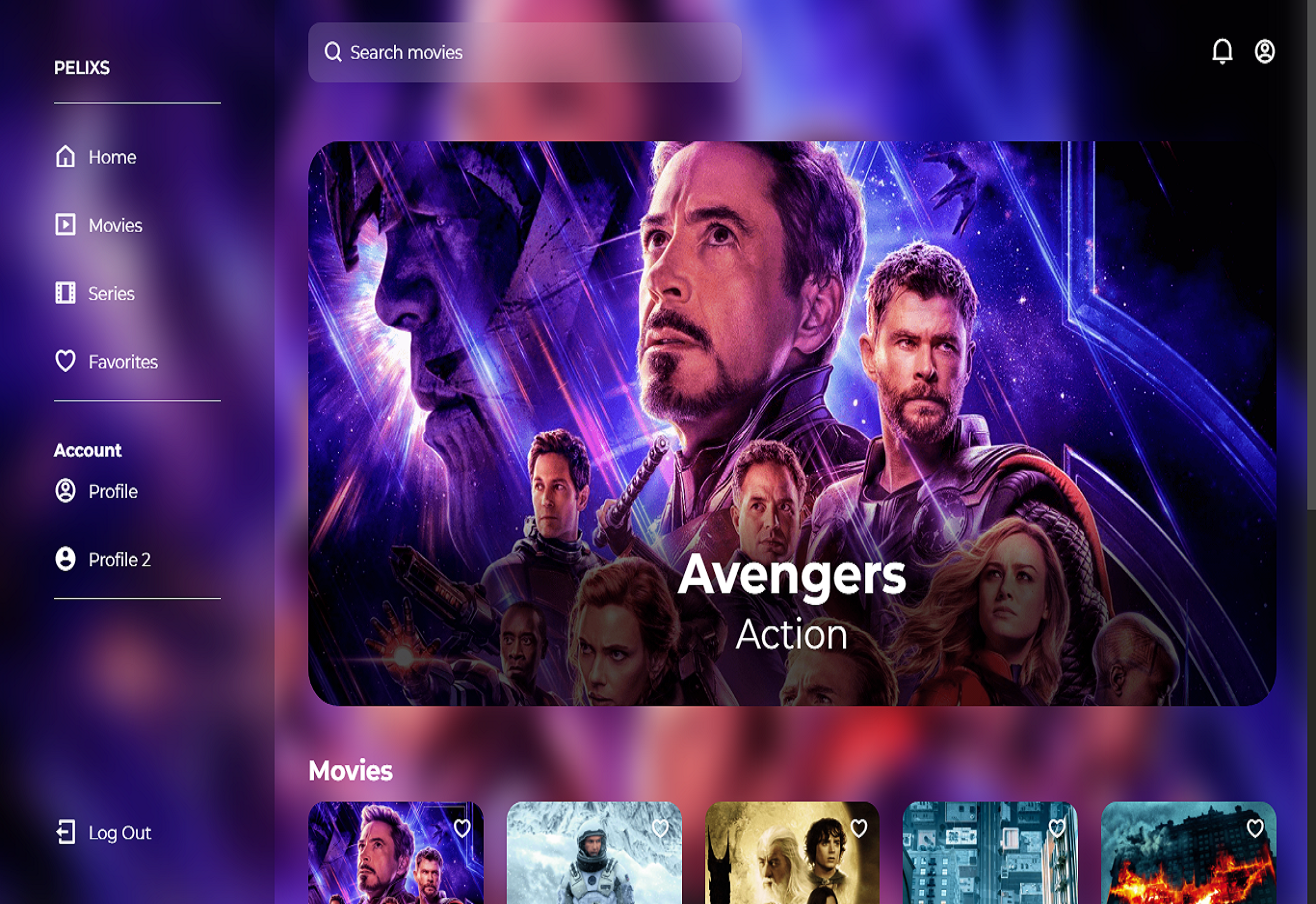 PELIXS
Home
Movies
Series
Favorites
Account
Profile
Profile 2
Log Out
Search movies
Avengers
Action
Movies